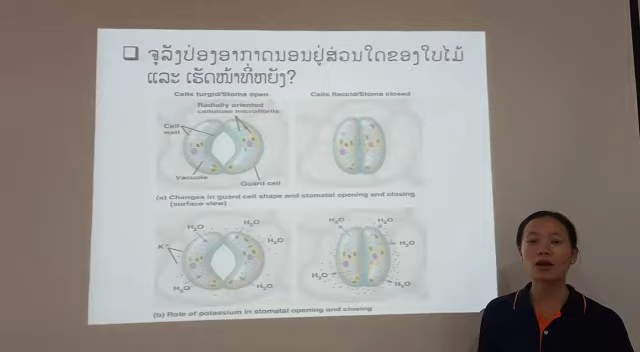 ❑ ຈຸລັງປ່ອງອາກາດນອນຢູ່ສ່ວນໃດຂອງໃບໄມ້
ແລະ ເຮັດໜ້າທີ່ຫຍັງ?
Cells turgid/Stoma open
Cells flaccid/Stoma closed
Radially oriented
cellulose microfibrils
Cell
wall
Vacuole
Guard cell
(a) Changes in guard cell shape and stomatal opening and closing
(surface view)
H₂O
H₂O
H₂O
K⁺
H₂O
H₂O
H₂O
H₂O
H₂O
H₂O
H₂O
(b) Role of potassium in stomatal opening and closing